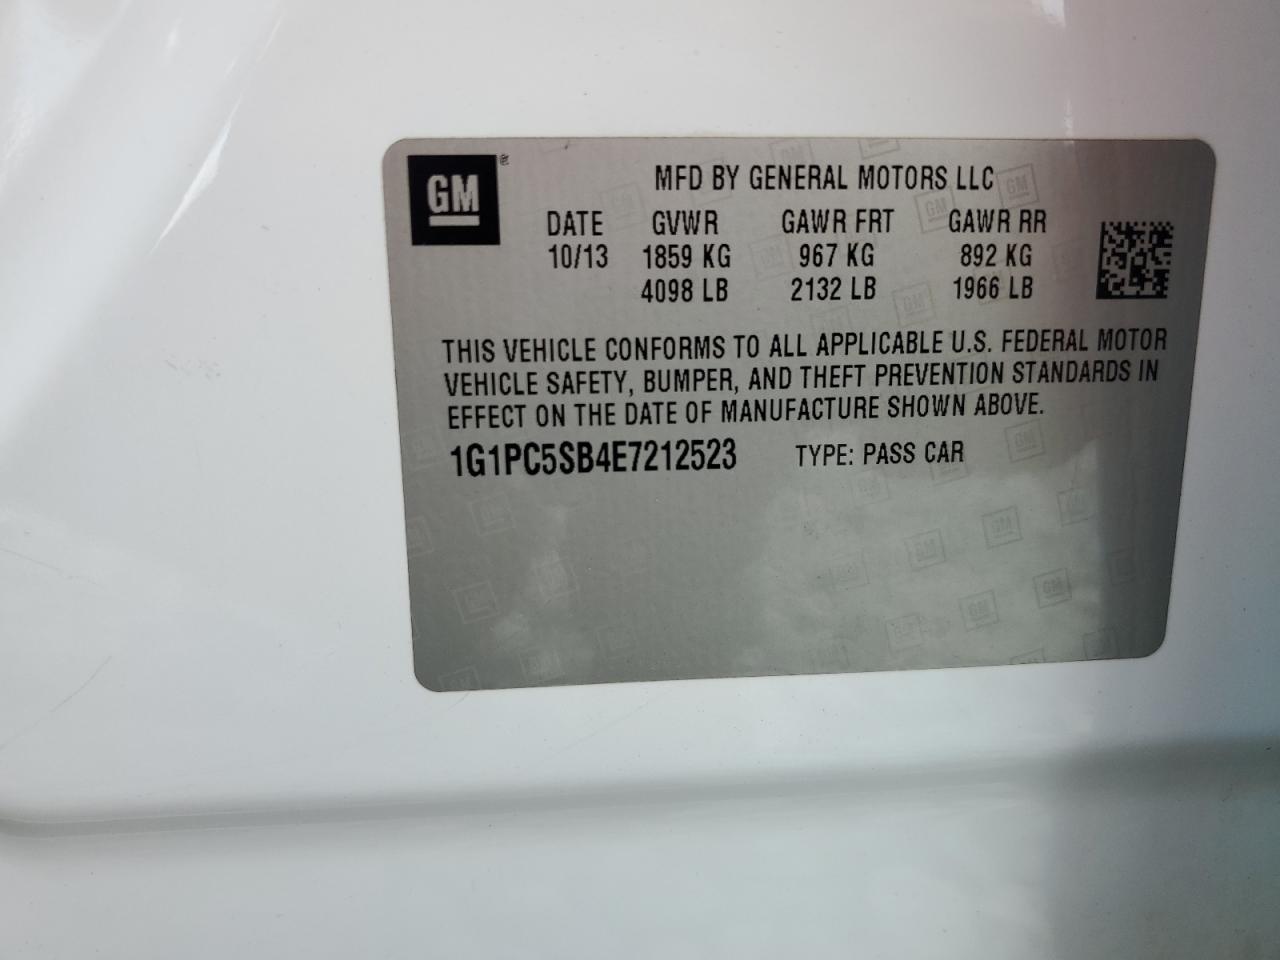 GM ®
MFD BY GENERAL MOTORS LLC
DATE GVWR GAWR FRT GAWR RR
10/13 1859 KG 967 KG 892 KG
4098 LB 2132 LB 1966 LB
THIS VEHICLE CONFORMS TO ALL APPLICABLE U.S. FEDERAL MOTOR
VEHICLE SAFETY, BUMPER, AND THEFT PREVENTION STANDARDS IN
EFFECT ON THE DATE OF MANUFACTURE SHOWN ABOVE.
1G1PC5SB4E7212523 TYPE: PASS CAR